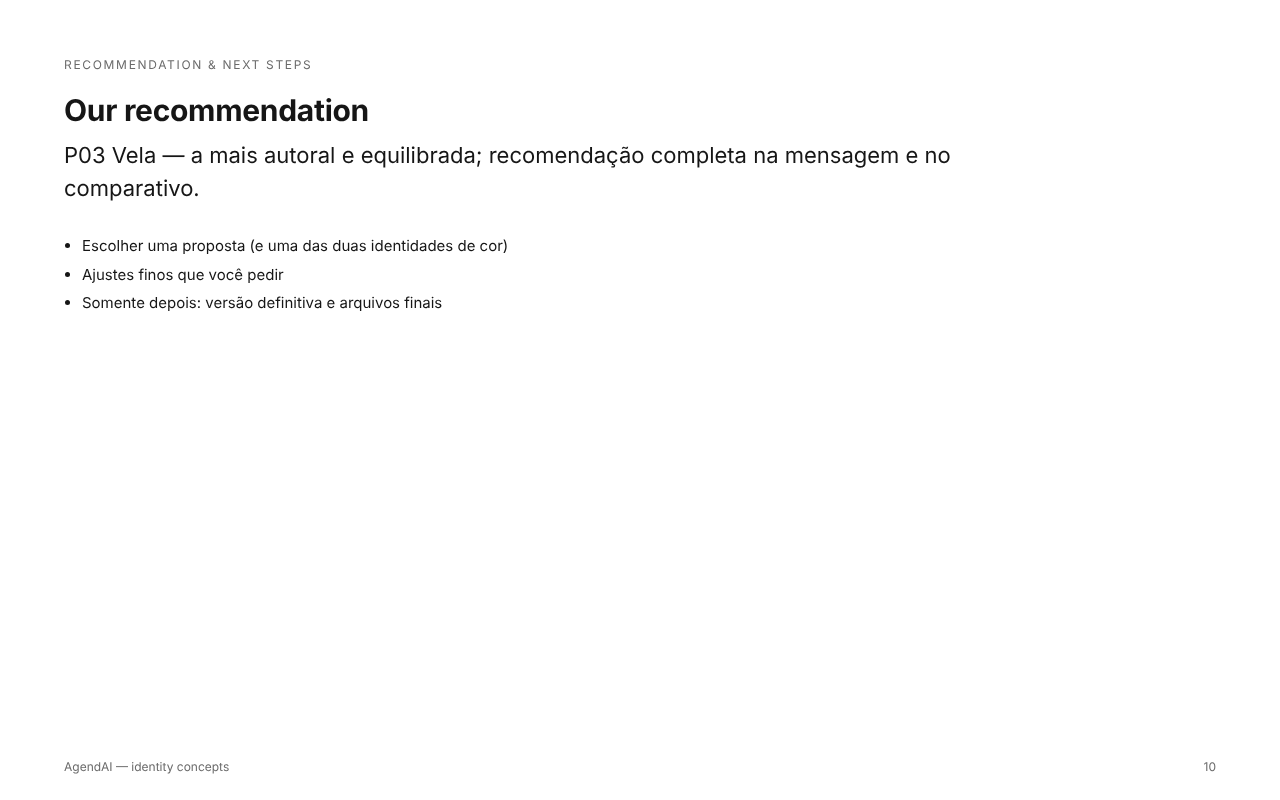 RECOMMENDATION & NEXT STEPS
Our recommendation
P03 Vela — a mais autoral e equilibrada; recomendação completa na mensagem e no
comparativo.
• Escolher uma proposta (e uma das duas identidades de cor)
• Ajustes finos que você pedir
• Somente depois: versão definitiva e arquivos finais
AgendAI — identity concepts
10